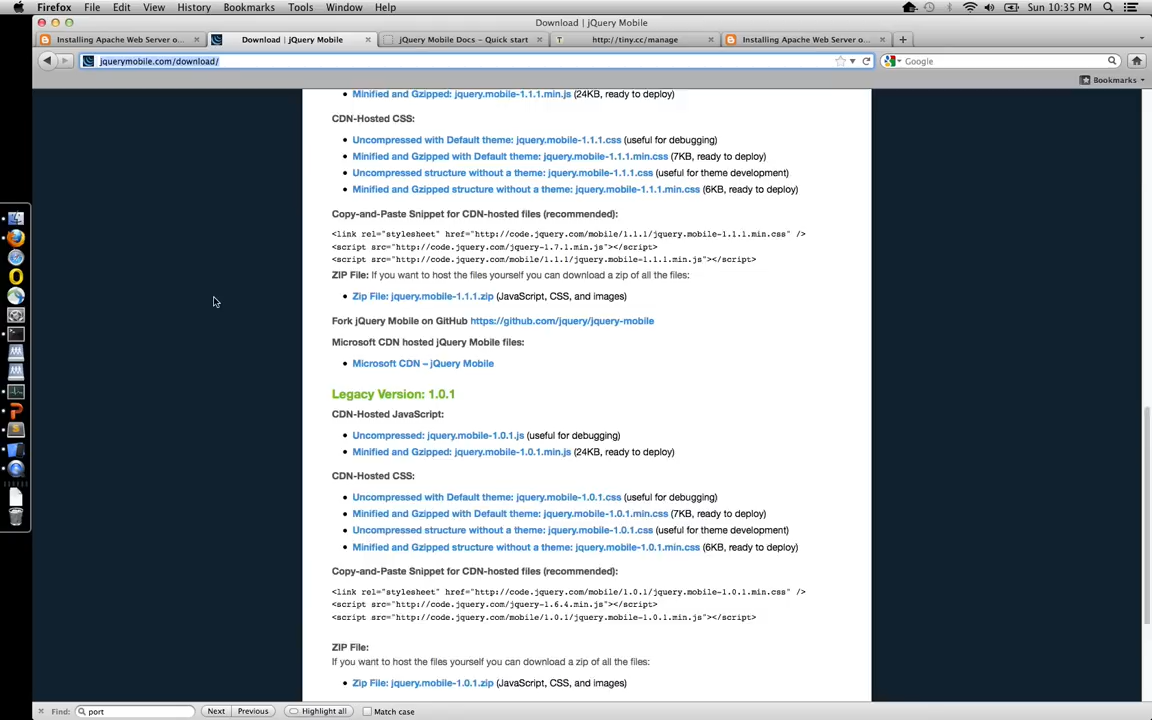 Firefox File Edit View History Bookmarks Tools Window Help Sun 10:35 PM
Download | jQuery Mobile
Installing Apache Web Server o... × Download | jQuery Mobile × jQuery Mobile Docs - Quick start × T http://tiny.cc/manage × Installing Apache Web Server o... × +
jquerymobile.com/download/ Google
Bookmarks
Minified and Gzipped: jquery.mobile-1.1.1.min.js (24KB, ready to deploy)
CDN-Hosted CSS:
Uncompressed with Default theme: jquery.mobile-1.1.1.css (useful for debugging)
Minified and Gzipped with Default theme: jquery.mobile-1.1.1.min.css (7KB, ready to deploy)
Uncompressed structure without a theme: jquery.mobile-1.1.1.css (useful for theme development)
Minified and Gzipped structure without a theme: jquery.mobile-1.1.1.min.css (6KB, ready to deploy)
Copy-and-Paste Snippet for CDN-hosted files (recommended):
<link rel="stylesheet" href="http://code.jquery.com/mobile/1.1.1/jquery.mobile-1.1.1.min.css" />
<script src="http://code.jquery.com/jquery-1.7.1.min.js"></script>
<script src="http://code.jquery.com/mobile/1.1.1/jquery.mobile-1.1.1.min.js"></script>
ZIP File: If you want to host the files yourself you can download a zip of all the files:
Zip File: jquery.mobile-1.1.1.zip (JavaScript, CSS, and images)
Fork jQuery Mobile on GitHub https://github.com/jquery/jquery-mobile
Microsoft CDN hosted jQuery Mobile files:
Microsoft CDN – jQuery Mobile
Legacy Version: 1.0.1
CDN-Hosted JavaScript:
Uncompressed: jquery.mobile-1.0.1.js (useful for debugging)
Minified and Gzipped: jquery.mobile-1.0.1.min.js (24KB, ready to deploy)
CDN-Hosted CSS:
Uncompressed with Default theme: jquery.mobile-1.0.1.css (useful for debugging)
Minified and Gzipped with Default theme: jquery.mobile-1.0.1.min.css (7KB, ready to deploy)
Uncompressed structure without a theme: jquery.mobile-1.0.1.css (useful for theme development)
Minified and Gzipped structure without a theme: jquery.mobile-1.0.1.min.css (6KB, ready to deploy)
Copy-and-Paste Snippet for CDN-hosted files (recommended):
<link rel="stylesheet" href="http://code.jquery.com/mobile/1.0.1/jquery.mobile-1.0.1.min.css" />
<script src="http://code.jquery.com/jquery-1.6.4.min.js"></script>
<script src="http://code.jquery.com/mobile/1.0.1/jquery.mobile-1.0.1.min.js"></script>
ZIP File:
If you want to host the files yourself you can download a zip of all the files:
Zip File: jquery.mobile-1.0.1.zip (JavaScript, CSS, and images)
× Find: port Next Previous Highlight all Match case